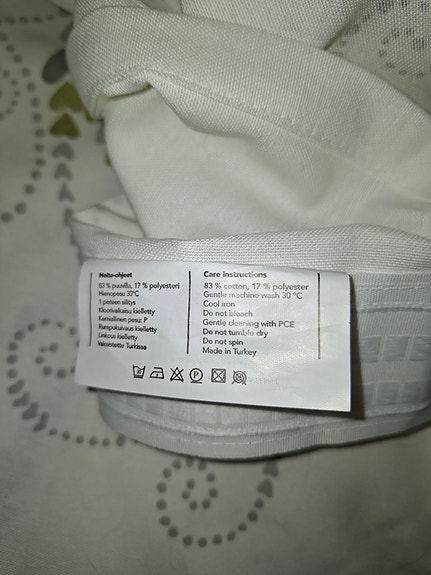 Hoito-ohjeet
83 % puuvilla, 17 % polyesteri
Hienopesu 30°C
1 pisteen silitys
Kloorivalkaisu kielletty
Kemiallinen pesu: P
Rumpukuivaus kielletty
Linkous kielletty
Valmistettu Turkissa
Care instructions
83 % cotton, 17 % polyester
Gentle machine wash 30 °C
Cool iron
Do not bleach
Gentle cleaning with PCE
Do not tumble dry
Do not spin
Made in Turkey
P